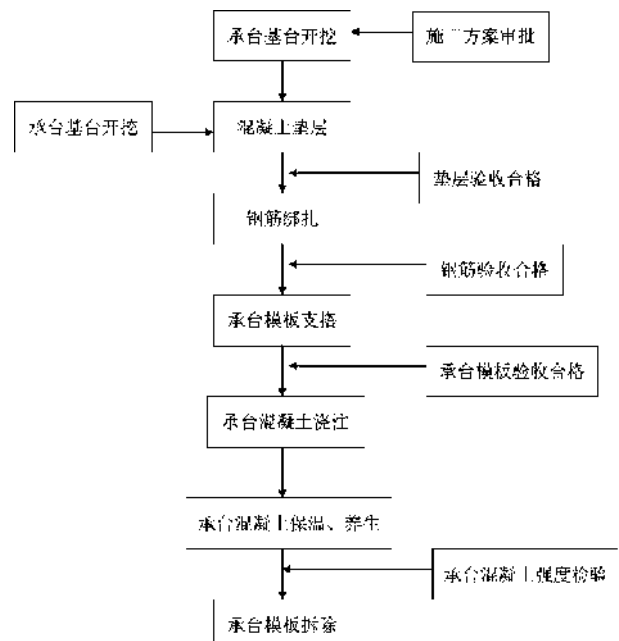 承台基台开挖
施工方案审批
承台基台开挖
混凝土垫层
垫层验收合格
钢筋绑扎
钢筋验收合格
承台模板支搭
承台模板验收合格
承台混凝土浇注
承台混凝土保温、养生
承台混凝土强度检验
承台模板拆除